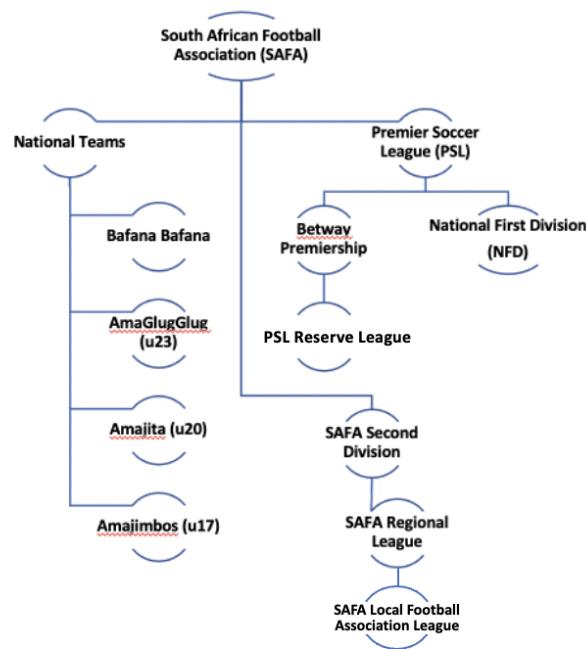 South African Football
Association (SAFA)
National Teams
Premier Soccer
League (PSL)
Bafana Bafana
Betway
Premiership
National First Division
(NFD)
AmaGlugGlug
(u23)
PSL Reserve League
Amajita (u20)
SAFA Second
Division
Amajimbos (u17)
SAFA Regional
League
SAFA Local Football
Association League